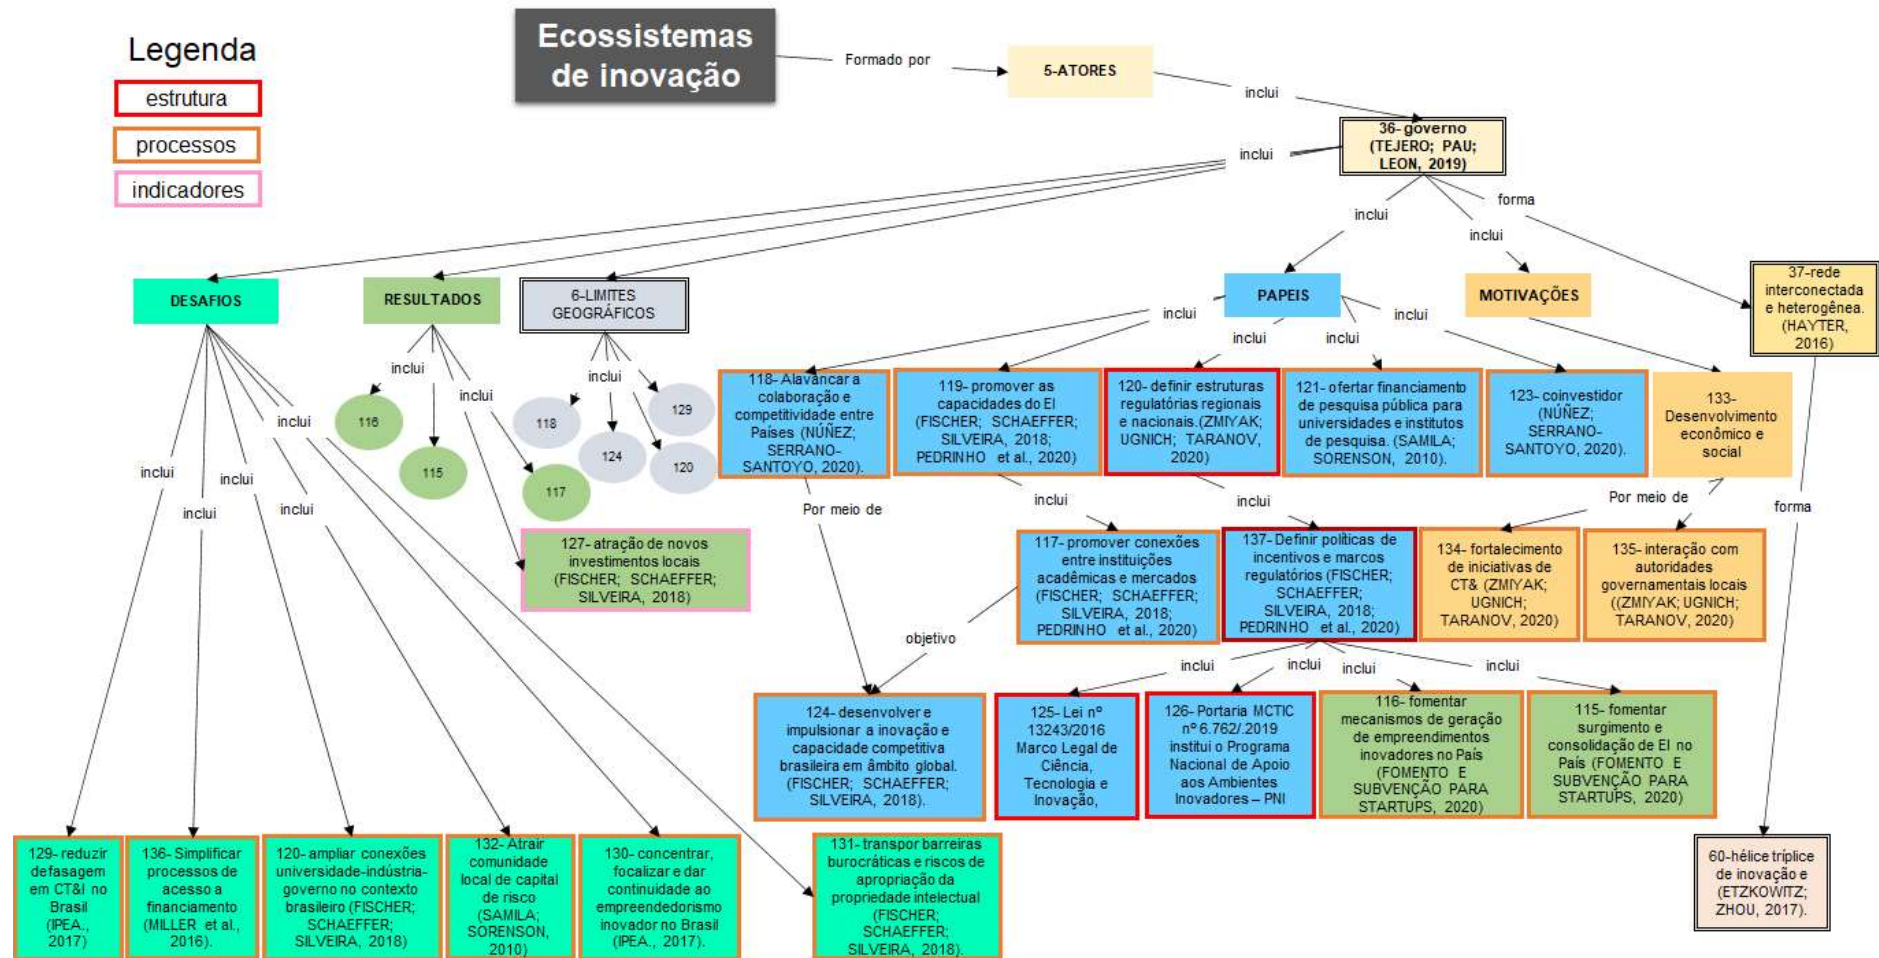 Legenda
estrutura
processos
indicadores
Ecossistemas
de inovação
Formado por
5-ATORES
inclui
36- governo
(TEJERO; PAU;
LEON, 2019)
inclui
inclui
inclui
forma
DESAFIOS
RESULTADOS
6-LIMITES
GEOGRÁFICOS
PAPEIS
MOTIVAÇÕES
37-rede
interconectada
e heterogênea.
(HAYTER,
2016)
inclui
inclui
inclui
inclui
inclui
inclui
inclui
inclui
116
115
117
118
124
129
120
118- Alavancar a
colaboração e
competitividade entre
Países (NÚÑEZ;
SERRANO-
SANTOYO, 2020).
119- promover as
capacidades do EI
(FISCHER; SCHAEFFER;
SILVEIRA, 2018;
PEDRINHO et al., 2020)
120- definir estruturas
regulatórias regionais
e nacionais.(ZMIYAK;
UGNICH; TARANOV,
2020)
121- ofertar financiamento
de pesquisa pública para
universidades e institutos
de pesquisa. (SAMILA;
SORENSON, 2010).
123- coinvestidor
(NÚÑEZ;
SERRANO-
SANTOYO, 2020).
133-
Desenvolvimento
econômico e
social
inclui
inclui
inclui
inclui
inclui
Por meio de
inclui
inclui
Por meio de
forma
127- atração de novos
investimentos locais
(FISCHER; SCHAEFFER;
SILVEIRA, 2018)
117- promover conexões
entre instituições
acadêmicas e mercados
(FISCHER; SCHAEFFER;
SILVEIRA, 2018;
PEDRINHO et al., 2020)
137- Definir políticas de
incentivos e marcos
regulatórios (FISCHER;
SCHAEFFER;
SILVEIRA, 2018;
PEDRINHO et al., 2020)
134- fortalecimento
de iniciativas de
CT& (ZMIYAK;
UGNICH;
TARANOV, 2020)
135- interação com
autoridades
governamentais locais
((ZMIYAK; UGNICH;
TARANOV, 2020)
objetivo
inclui
inclui
inclui
inclui
124- desenvolver e
impulsionar a inovação e
capacidade competitiva
brasileira em âmbito global.
(FISCHER; SCHAEFFER;
SILVEIRA, 2018).
125- Lei nº
13243/2016
Marco Legal de
Ciência,
Tecnologia e
Inovação,
126- Portaria MCTIC
nº 6.762/.2019
institui o Programa
Nacional de Apoio
aos Ambientes
Inovadores – PNI
116- fomentar
mecanismos de geração
de empreendimentos
inovadores no País
(FOMENTO E
SUBVENÇÃO PARA
STARTUPS, 2020)
115- fomentar
surgimento e
consolidação de EI no
País (FOMENTO E
SUBVENÇÃO PARA
STARTUPS, 2020)
129- reduzir
defasagem
em CT&I no
Brasil
(IPEA.,
2017)
136- Simplificar
processos de
acesso a
financiamento
(MILLER et al.,
2016).
120- ampliar conexões
universidade-indústria-
governo no contexto
brasileiro (FISCHER;
SCHAEFFER;
SILVEIRA, 2018)
132- Atrair
comunidade
local de capital
de risco
(SAMILA;
SORENSON,
2010)
130- concentrar,
focalizar e dar
continuidade ao
empreendedorismo
inovador no Brasil
(IPEA., 2017).
131- transpor barreiras
burocráticas e riscos de
apropriação da
propriedade intelectual
(FISCHER;
SCHAEFFER;
SILVEIRA, 2018).
60-hélice tríplice
de inovação e
(ETZKOWITZ;
ZHOU, 2017).